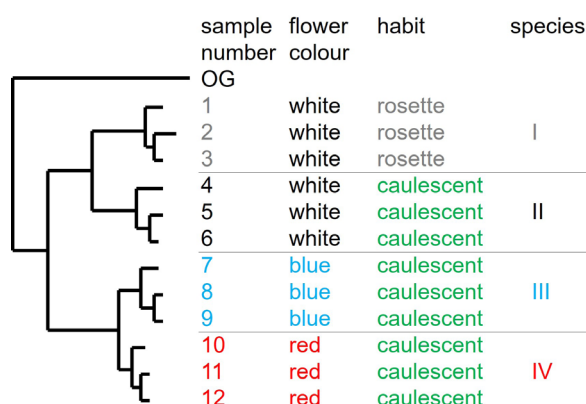 sample flower habit species
number colour
OG
1 white rosette
2 white rosette I
3 white rosette
4 white caulescent
5 white caulescent II
6 white caulescent
7 blue caulescent
8 blue caulescent III
9 blue caulescent
10 red caulescent
11 red caulescent IV
12 red caulescent